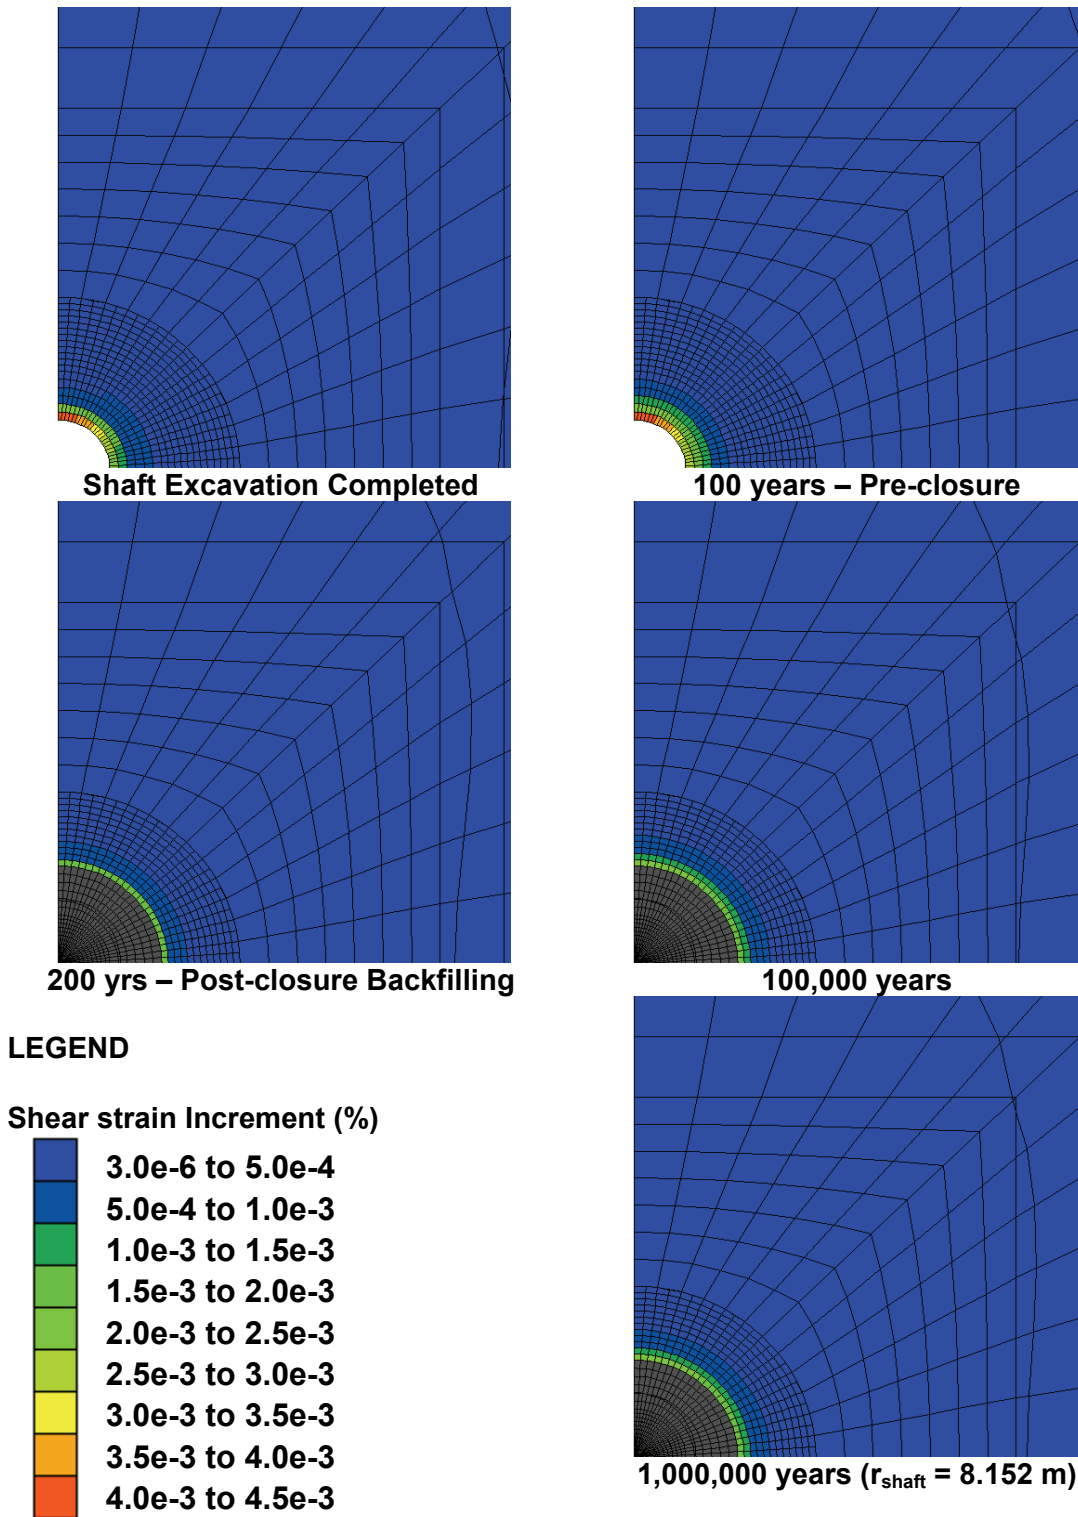 Shaft Excavation Completed
100 years – Pre-closure
200 yrs – Post-closure Backfilling
100,000 years
LEGEND
Shear strain Increment (%)
3.0e-6 to 5.0e-4
5.0e-4 to 1.0e-3
1.0e-3 to 1.5e-3
1.5e-3 to 2.0e-3
2.0e-3 to 2.5e-3
2.5e-3 to 3.0e-3
3.0e-3 to 3.5e-3
3.5e-3 to 4.0e-3
4.0e-3 to 4.5e-3
1,000,000 years (r_shaft = 8.152 m)